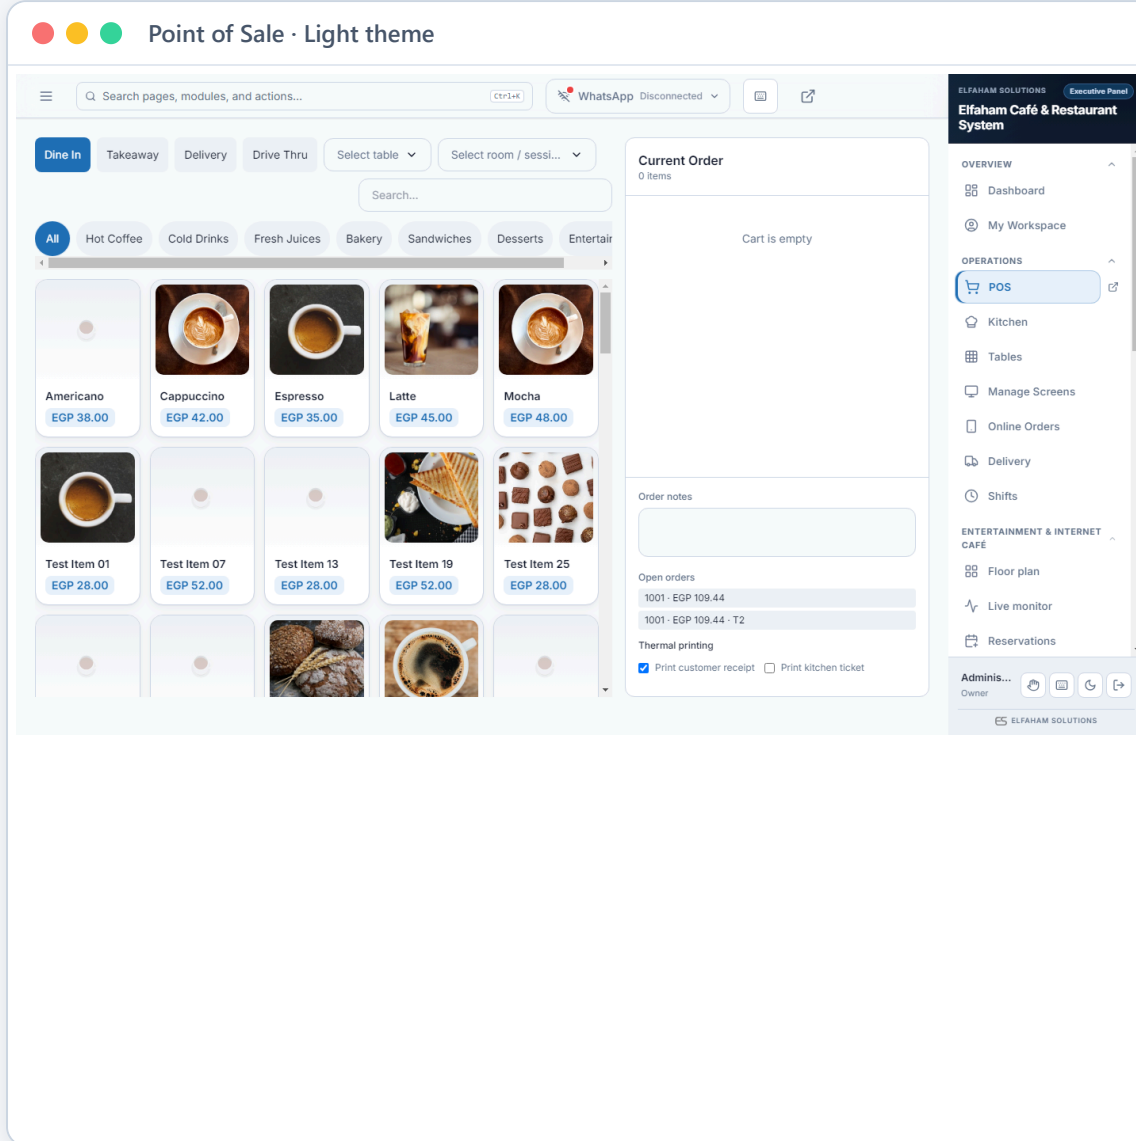 Point of Sale · Light theme
Search pages, modules, and actions...
Ctrl+K
WhatsApp Disconnected
Dine In
Takeaway
Delivery
Drive Thru
Select table
Select room / sessi...
Search...
All
Hot Coffee
Cold Drinks
Fresh Juices
Bakery
Sandwiches
Desserts
Entertair
Americano
EGP 38.00
Cappuccino
EGP 42.00
Espresso
EGP 35.00
Latte
EGP 45.00
Mocha
EGP 48.00
Test Item 01
EGP 28.00
Test Item 07
EGP 52.00
Test Item 13
EGP 28.00
Test Item 19
EGP 52.00
Test Item 25
EGP 28.00
Current Order
0 items
Cart is empty
Order notes
Open orders
1001 · EGP 109.44
1001 · EGP 109.44 · T2
Thermal printing
Print customer receipt
Print kitchen ticket
ELFAHAM SOLUTIONS
Executive Panel
Elfaham Café & Restaurant
System
OVERVIEW
Dashboard
My Workspace
OPERATIONS
POS
Kitchen
Tables
Manage Screens
Online Orders
Delivery
Shifts
ENTERTAINMENT & INTERNET
CAFÉ
Floor plan
Live monitor
Reservations
Adminis...
Owner
ES ELFAHAM SOLUTIONS